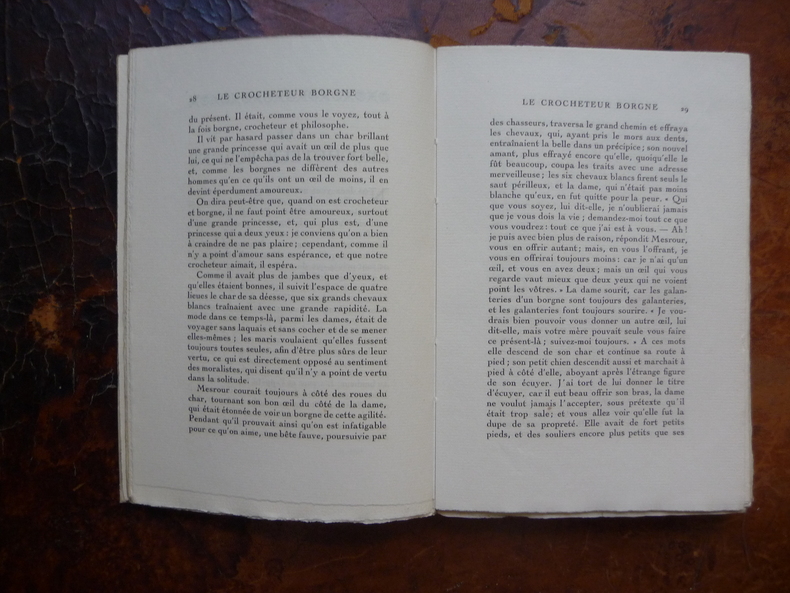 28 LE CROCHETEUR BORGNE
du présent. Il était, comme vous le voyez, tout à
la fois borgne, crocheteur et philosophe.
Il vit par hasard passer dans un char brillant
une grande princesse qui avait un œil de plus que
lui, ce qui ne l'empêcha pas de la trouver fort belle,
et, comme les borgnes ne diffèrent des autres
hommes qu'en ce qu'ils ont un œil de moins, il en
devint éperdument amoureux.
On dira peut-être que, quand on est crocheteur
et borgne, il ne faut point être amoureux, surtout
d'une grande princesse, et, qui plus est, d'une
princesse qui a deux yeux : je conviens qu'on a bien
à craindre de ne pas plaire ; cependant, comme il
n'y a point d'amour sans espérance, et que notre
crocheteur aimait, il espéra.
Comme il avait plus de jambes que d'yeux, et
qu'elles étaient bonnes, il suivit l'espace de quatre
lieues le char de sa déesse, que six grands chevaux
blancs traînaient avec une grande rapidité. La
mode dans ce temps-là, parmi les dames, était de
voyager sans laquais et sans cocher et de se mener
elles-mêmes ; les maris voulaient qu'elles fussent
toujours toutes seules, afin d'être plus sûrs de leur
vertu, ce qui est directement opposé au sentiment
des moralistes, qui disent qu'il n'y a point de vertu
dans la solitude.
Mesrour courait toujours à côté des roues du
char, tournant son bon œil du côté de la dame,
qui était étonnée de voir un borgne de cette agilité.
Pendant qu'il prouvait ainsi qu'on est infatigable
pour ce qu'on aime, une bête fauve, poursuivie par
LE CROCHETEUR BORGNE 29
des chasseurs, traversa le grand chemin et effraya
les chevaux, qui, ayant pris le mors aux dents,
entraînaient la belle dans un précipice ; son nouvel
amant, plus effrayé encore qu'elle, quoiqu'elle le
fût beaucoup, coupa les traits avec une adresse
merveilleuse ; les six chevaux blancs firent seuls le
saut périlleux, et la dame, qui n'était pas moins
blanche qu'eux, en fut quitte pour la peur. « Qui
que vous soyez, lui dit-elle, je n'oublierai jamais
que je vous dois la vie ; demandez-moi tout ce que
vous voudrez : tout ce que j'ai est à vous. — Ah !
je puis avec bien plus de raison, répondit Mesrour,
vous en offrir autant ; mais, en vous l'offrant, je
vous en offrirai toujours moins : car je n'ai qu'un
œil, et vous en avez deux ; mais un œil qui vous
regarde vaut mieux que deux yeux qui ne voient
point les vôtres. » La dame sourit, car les galan-
teries d'un borgne sont toujours des galanteries,
et les galanteries font toujours sourire. « Je vou-
drais bien pouvoir vous donner un autre œil, lui
dit-elle, mais votre mère pouvait seule vous faire
ce présent-là ; suivez-moi toujours. » A ces mots
elle descend de son char et continue sa route à
pied ; son petit chien descendit aussi et marchait à
pied à côté d'elle, aboyant après l'étrange figure
de son écuyer. J'ai tort de lui donner le titre
d'écuyer, car il eut beau offrir son bras, la dame
ne voulut jamais l'accepter, sous prétexte qu'il
était trop sale ; et vous allez voir qu'elle fut la
dupe de sa propreté. Elle avait de fort petits
pieds, et des souliers encore plus petits que ses